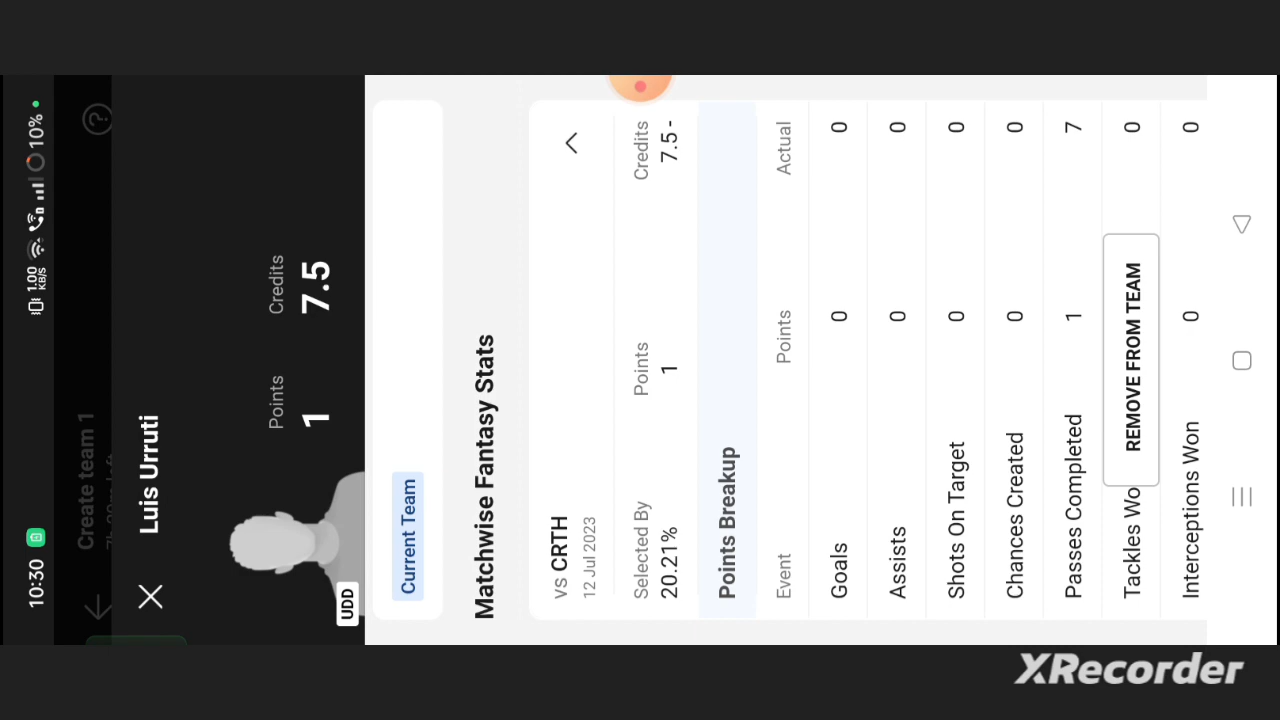 10:30
1.00 KB/S
10%
Create team 1
Luis Urruti
Points
Credits
1
7.5
UDD
Current Team
Matchwise Fantasy Stats
vs CRTH
12 Jul 2023
Selected By Points Credits
20.21% 1 7.5 -
Points Breakup
Event Points Actual
Goals 0 0
Assists 0 0
Shots On Target 0 0
Chances Created 0 0
Passes Completed 1 7
Tackles Wo 0
REMOVE FROM TEAM
Interceptions Won 0 0
XRecorder